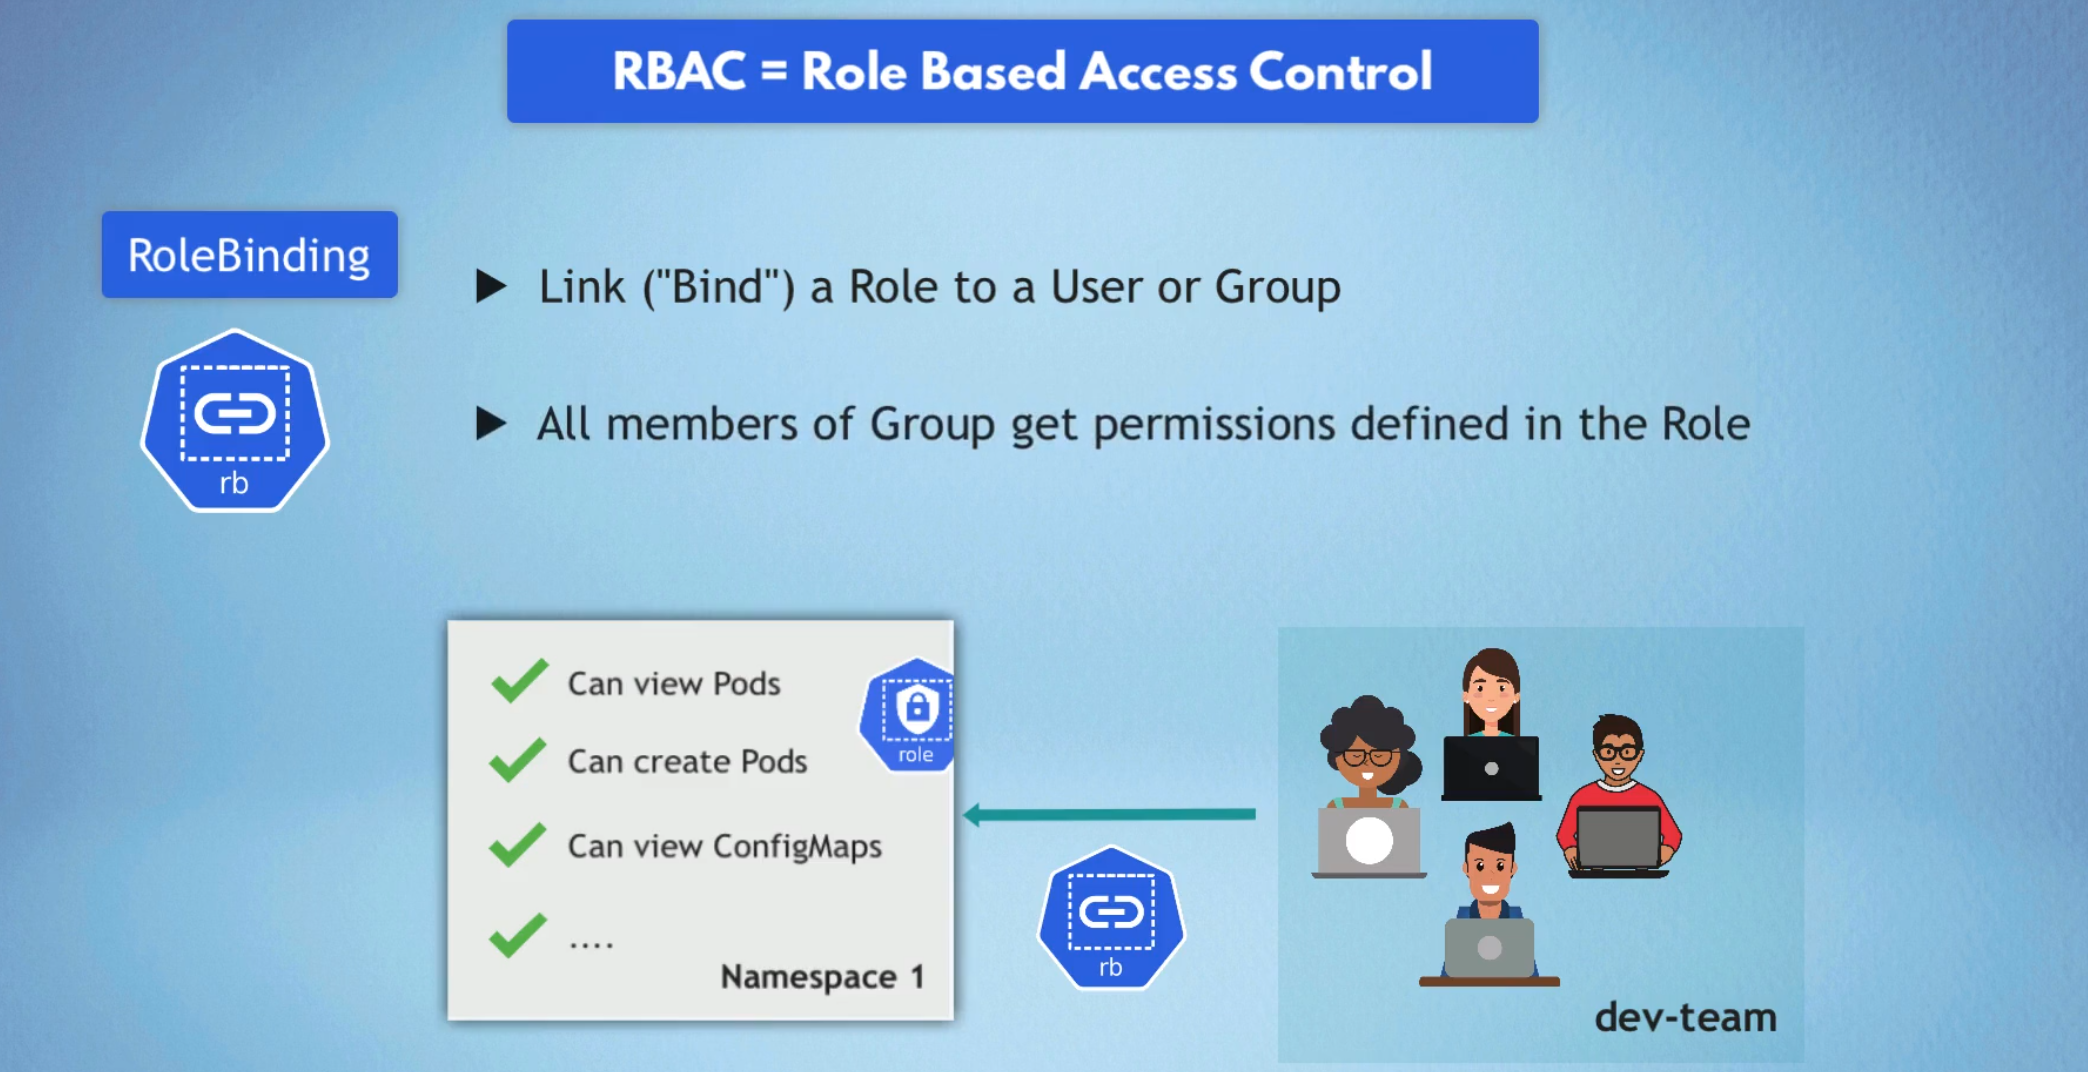 RBAC = Role Based Access Control
RoleBinding
rb
Link ("Bind") a Role to a User or Group
All members of Group get permissions defined in the Role
Can view Pods
Can create Pods
Can view ConfigMaps
....
Namespace 1
role
rb
dev-team